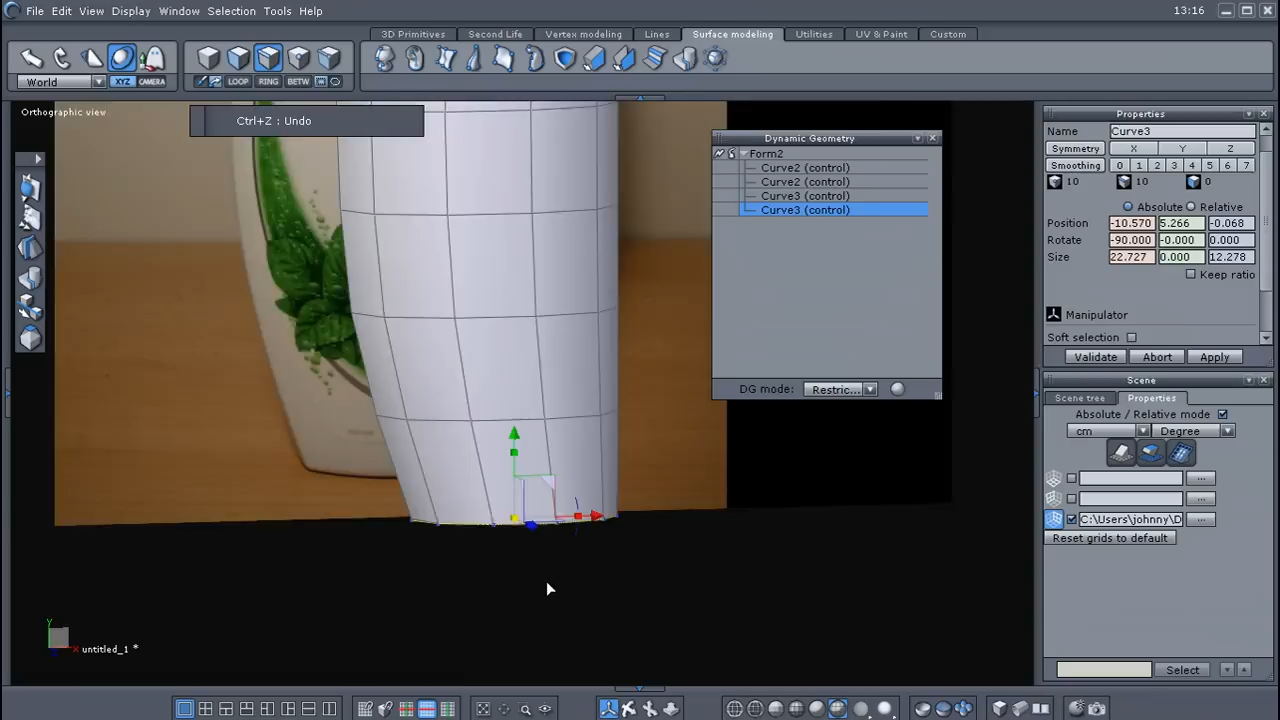 File Edit View Display Window Selection Tools Help
13:16
3D Primitives Second Life Vertex modeling Lines Surface modeling Utilities UV & Paint Custom
World
XYZ CAMERA
LOOP RING BETW
Orthographic view
Ctrl+Z : Undo
Dynamic Geometry
Form2
Curve2 (control)
Curve2 (control)
Curve3 (control)
Curve3 (control)
DG mode: Restric...
Properties
Name Curve3
Symmetry X Y Z
Smoothing 0 1 2 3 4 5 6 7
10 10 0
Absolute Relative
Position -10.570 5.266 -0.068
Rotate -90.000 -0.000 0.000
Size 22.727 0.000 12.278
Keep ratio
Manipulator
Soft selection
Validate Abort Apply
Scene
Scene tree Properties
Absolute / Relative mode
cm Degree
...
...
C:\Users\johnny\D ...
Reset grids to default
Select
y
x
untitled_1 *